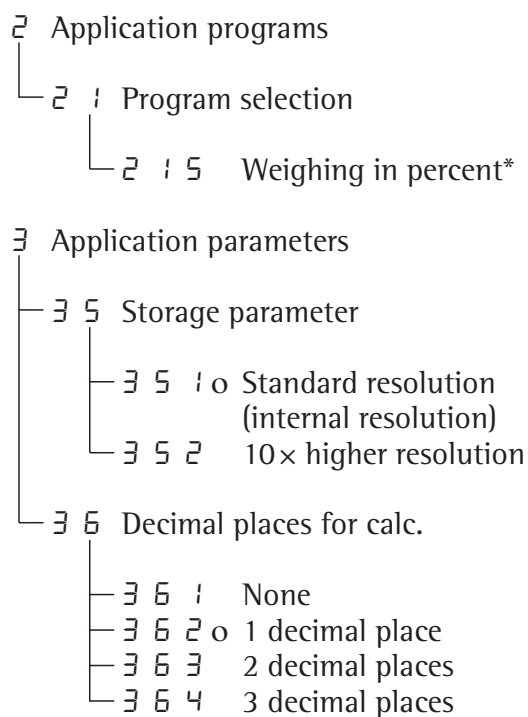 2 Application programs
2 1 Program selection
2 1 5 Weighing in percent*
3 Application parameters
3 5 Storage parameter
3 5 1 o Standard resolution
(internal resolution)
3 5 2 10× higher resolution
3 6 Decimal places for calc.
3 6 1 None
3 6 2 o 1 decimal place
3 6 3 2 decimal places
3 6 4 3 decimal places